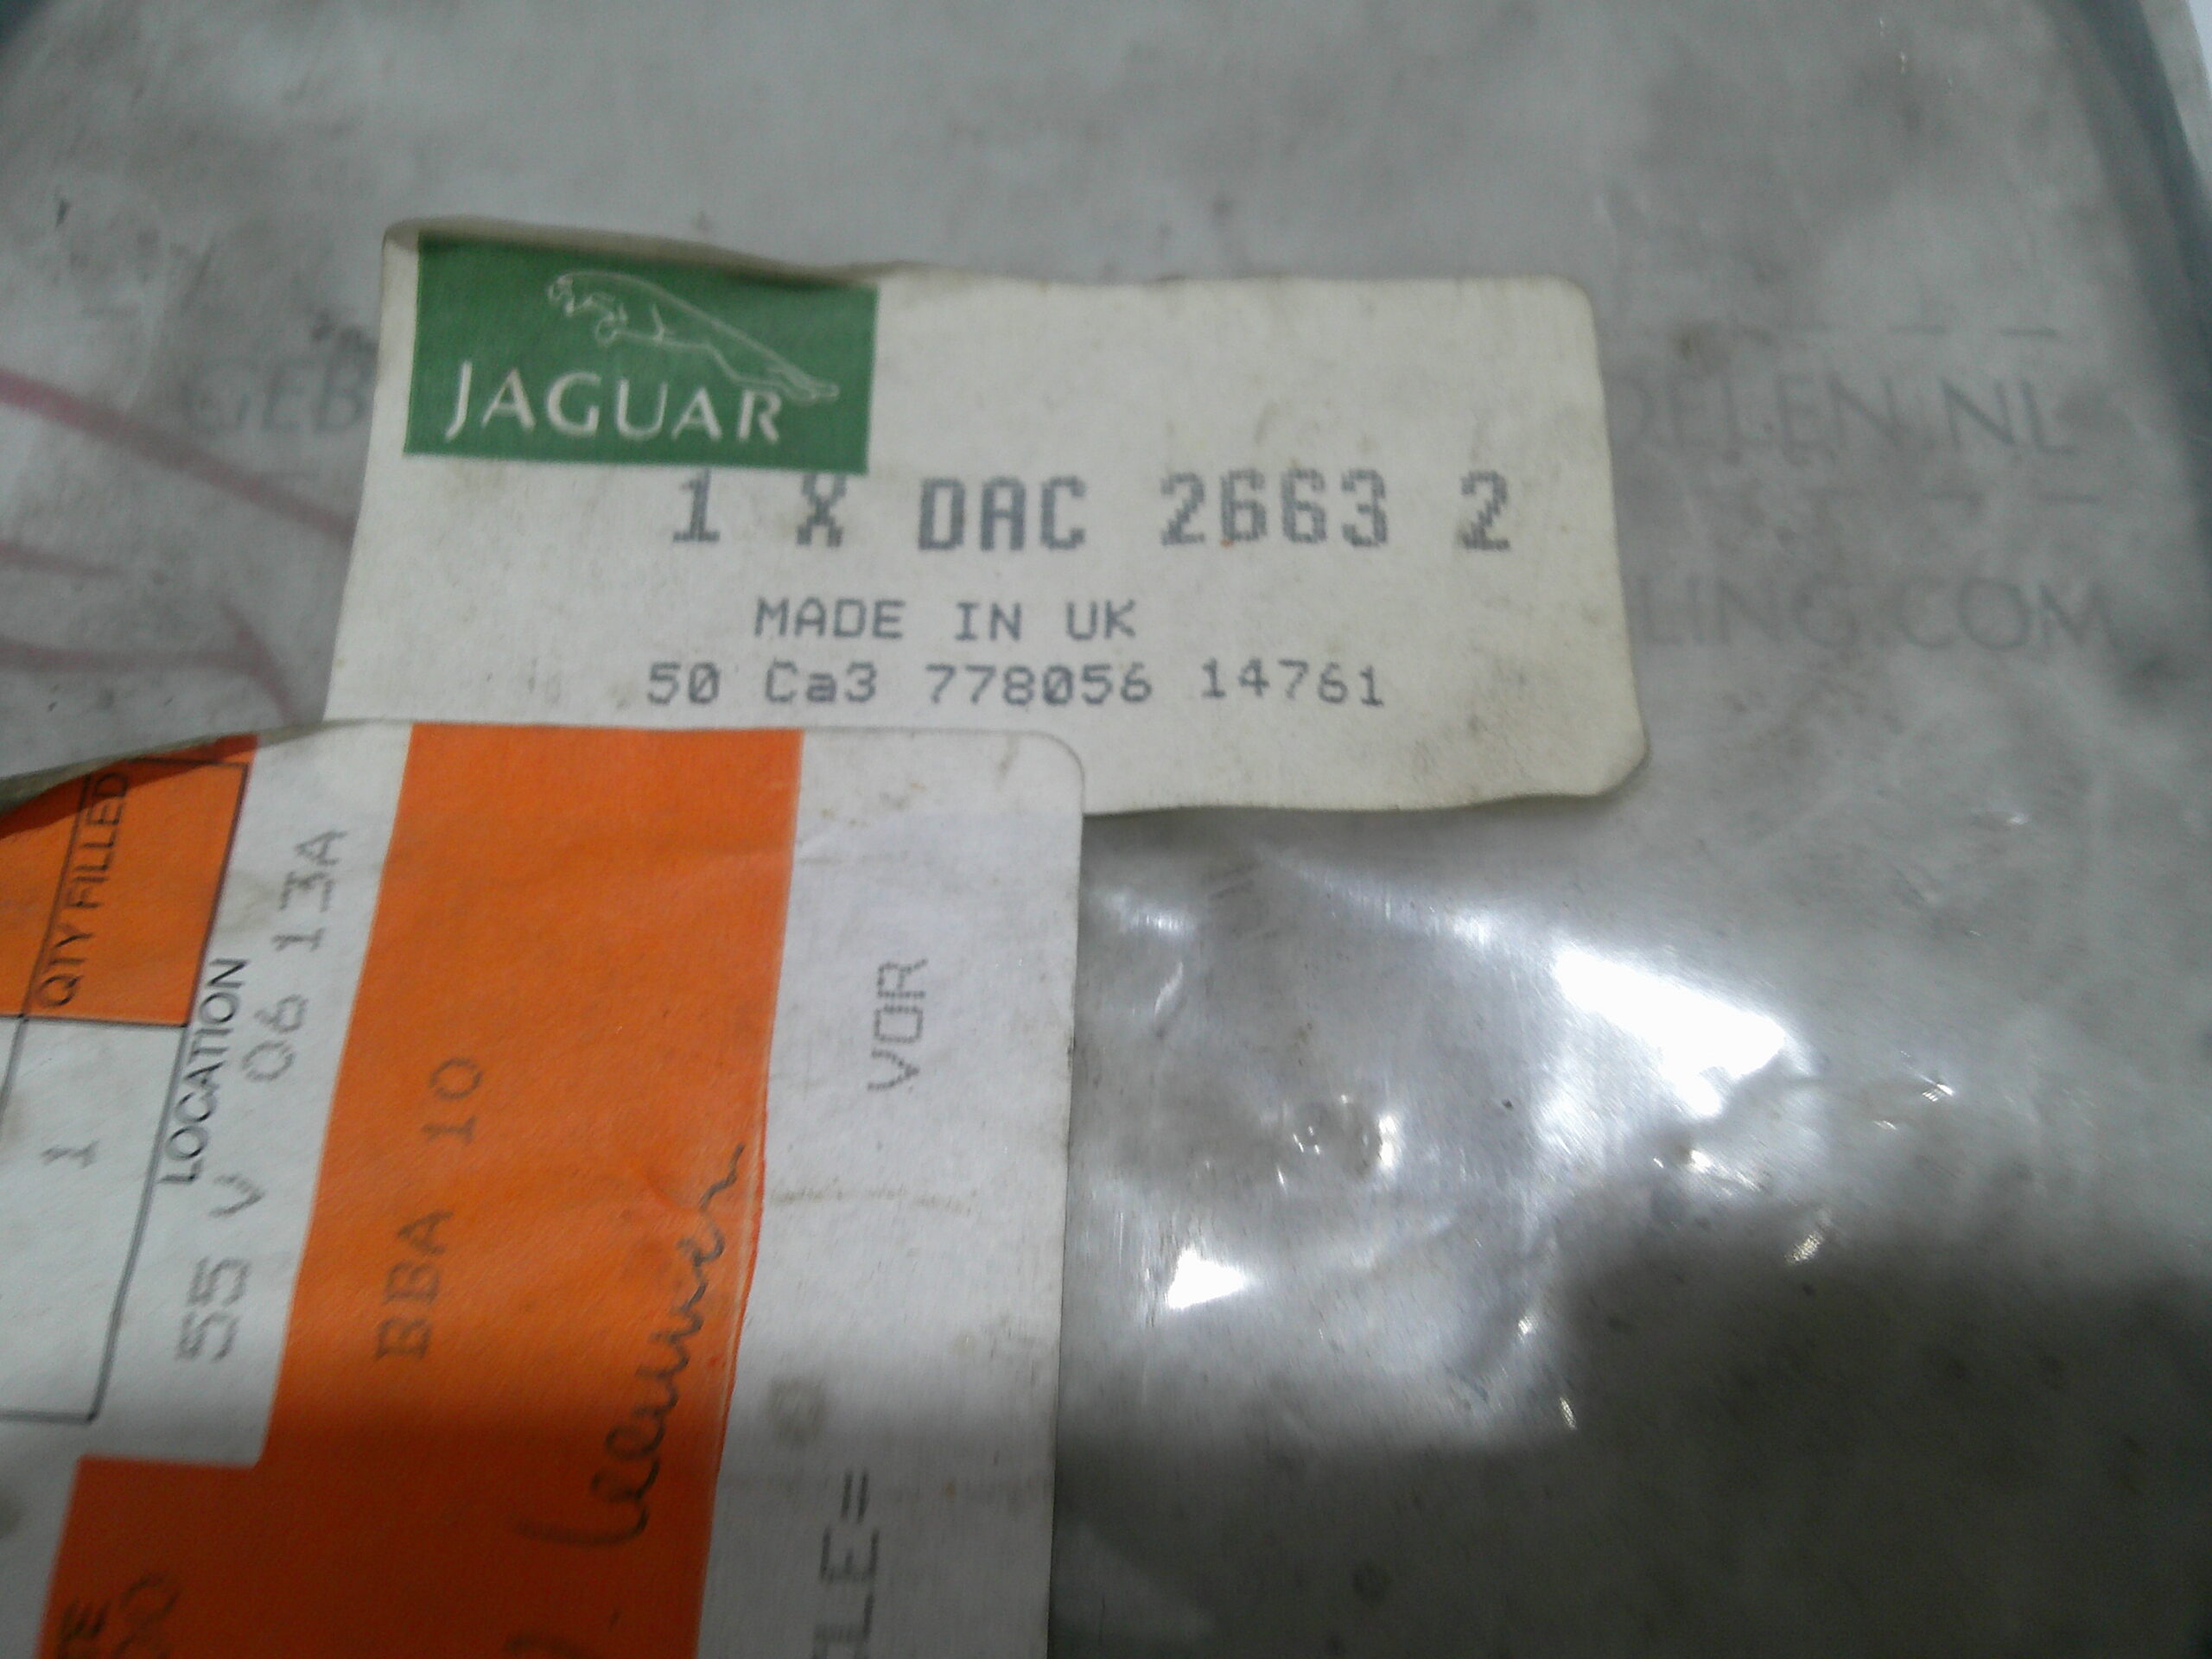 JAGUAR
1 X DAC 2663 2
MADE IN UK
50 Ca3 778056 14761
QTY FILLED
1
LOCATION
55 V 06 13A
BBA 10
VOR